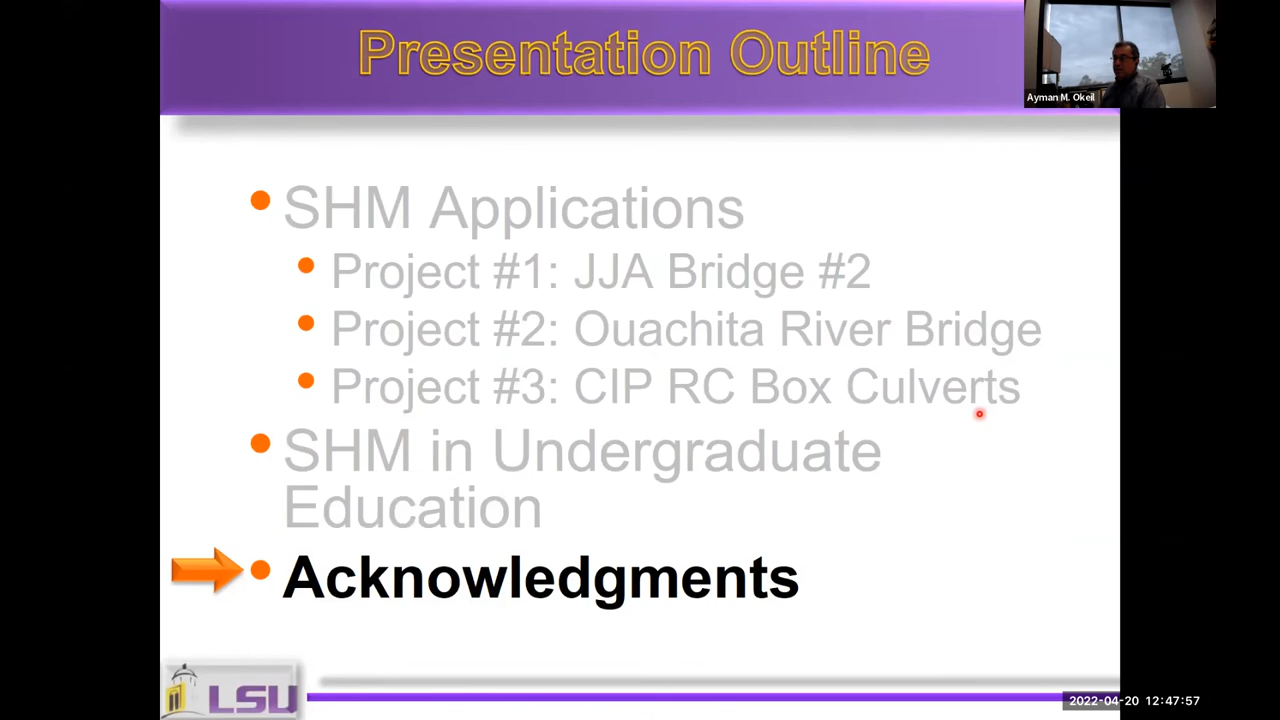 Presentation Outline
Ayman M. Okeil
SHM Applications
Project #1: JJA Bridge #2
Project #2: Ouachita River Bridge
Project #3: CIP RC Box Culverts
SHM in Undergraduate
Education
Acknowledgments
LSU
2022-04-20 12:47:57